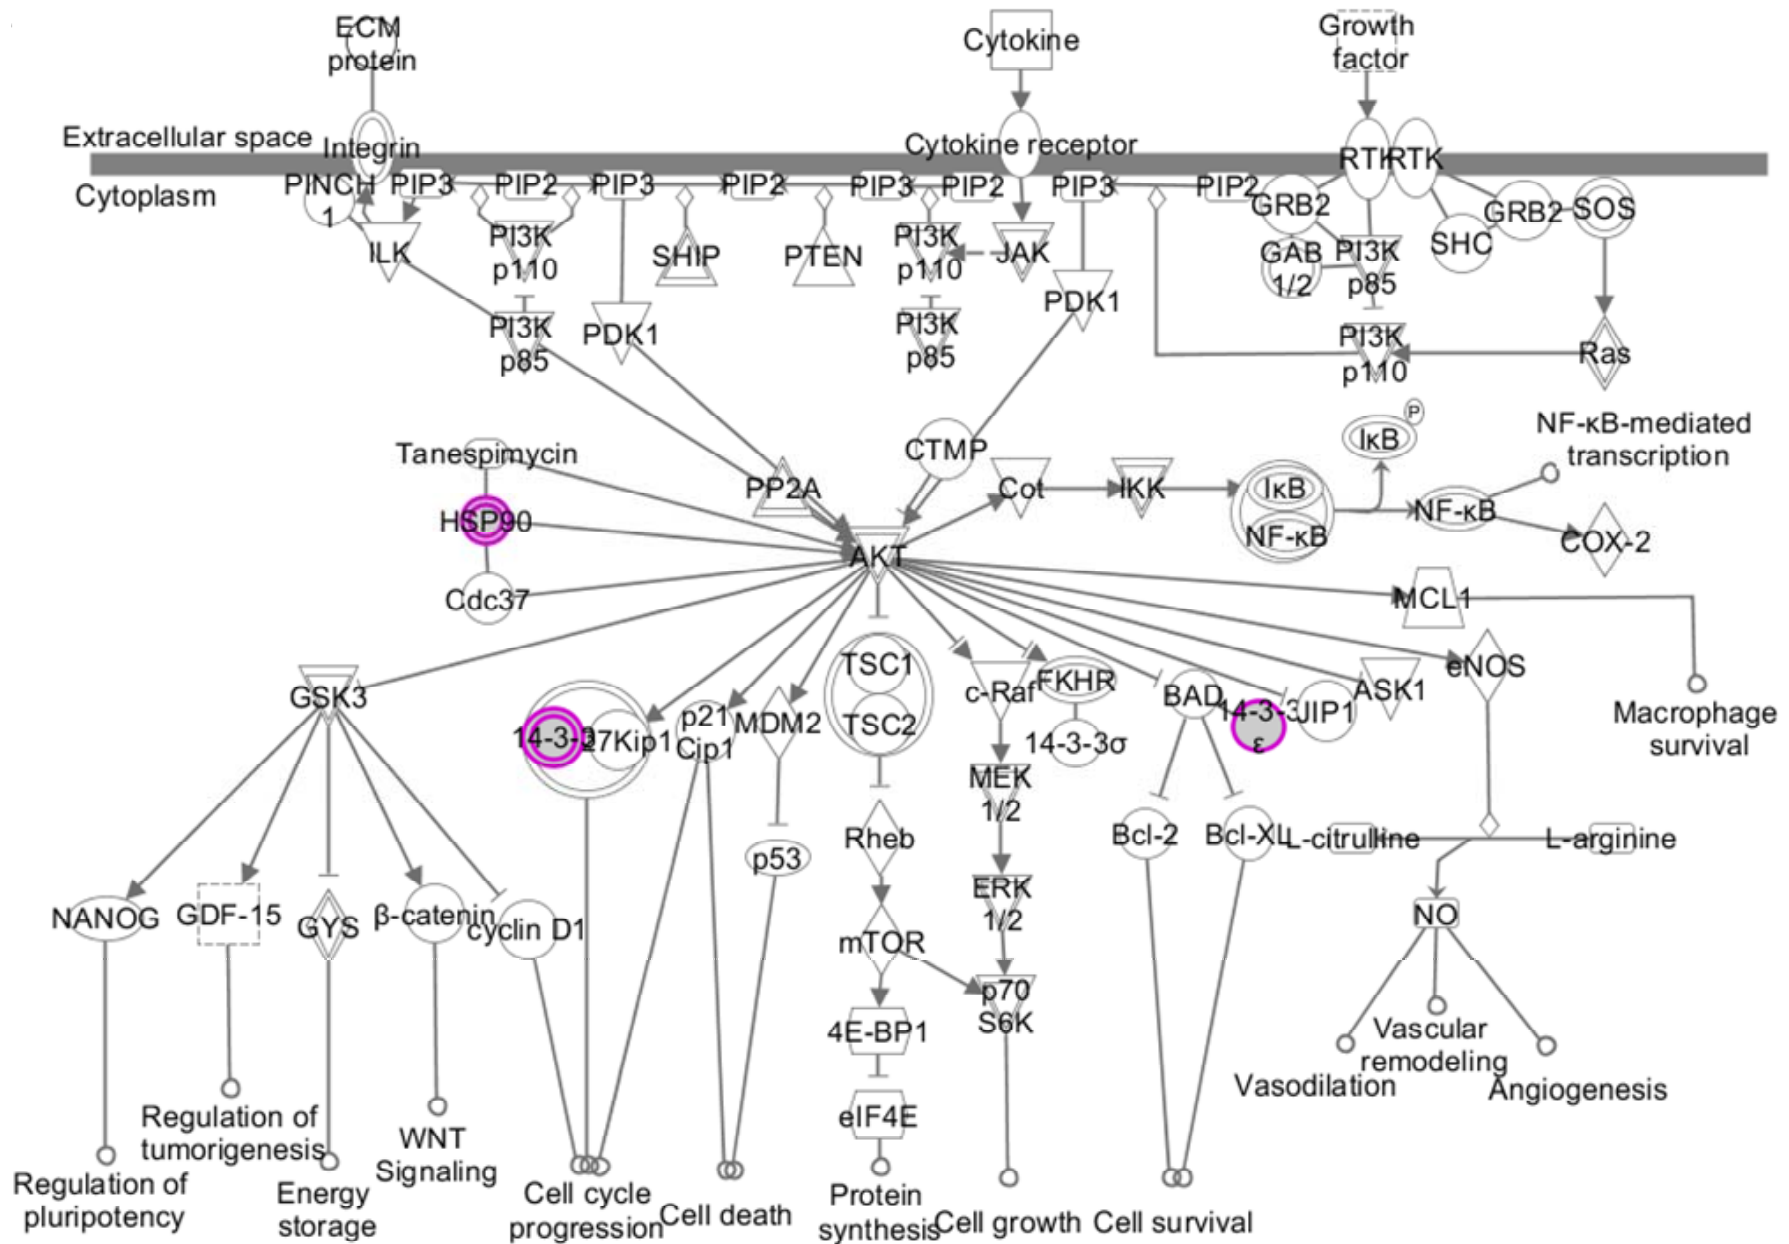 ECM
protein
Cytokine
Growth
factor
Extracellular space
Integrin
Cytokine receptor
RTK
RTK
Cytoplasm
PINCH
1
PIP3
PIP2
PIP3
PIP2
PIP3
PIP2
PIP3
PIP2
GRB2
GRB2
SOS
ILK
PI3K
p110
SHIP
PTEN
PI3K
p110
JAK
GAB
1/2
PI3K
p85
SHC
PI3K
p85
PDK1
PI3K
p85
PDK1
PI3K
p110
Ras
Tanespimycin
CTMP
IκB
P
NF-κB-mediated
transcription
PP2A
Cot
IKK
IκB
NF-κB
NF-κB
COX-2
HSP90
AKT
Cdc37
MCL1
GSK3
TSC1
TSC2
c-Raf
FKHR
BAD
14-3-3
ε
JIP1
ASK1
eNOS
14-3-3
27Kip1
p21
Cip1
MDM2
14-3-3σ
Macrophage
survival
MEK
1/2
Rheb
p53
Bcl-2
Bcl-XL
L-citrulline
L-arginine
ERK
1/2
NANOG
GDF-15
GYS
β-catenin
cyclin D1
mTOR
NO
p70
S6K
4E-BP1
Vascular
remodeling
Vasodilation
Angiogenesis
eIF4E
Regulation of
tumorigenesis
WNT
Signaling
Regulation of
pluripotency
Energy
storage
Cell cycle
progression
Cell death
Protein
synthesis
Cell growth
Cell survival